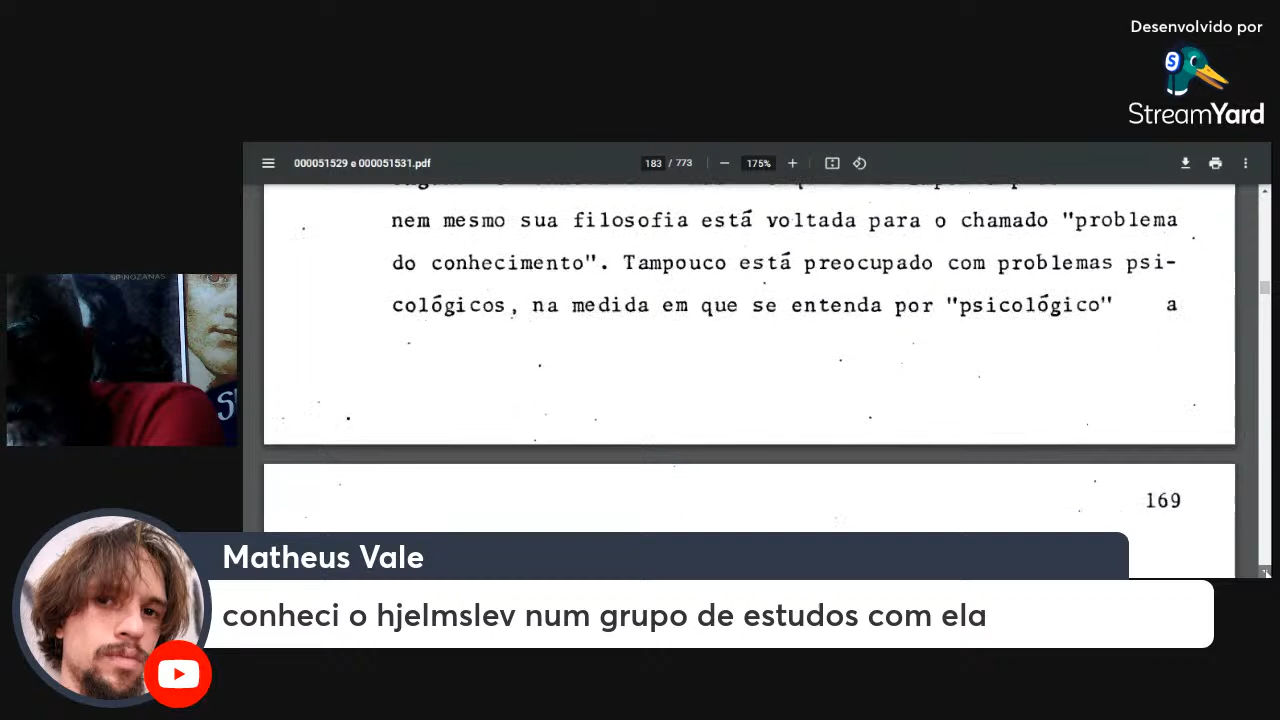 Desenvolvido por
StreamYard
000051529 e 000051531.pdf
183 / 773
175%
nem mesmo sua filosofia está voltada para o chamado "problema
do conhecimento". Tampouco está preocupado com problemas psi-
cológicos, na medida em que se entenda por "psicológico" a
SPINOZANAS
169
Matheus Vale
conheci o hjelmslev num grupo de estudos com ela